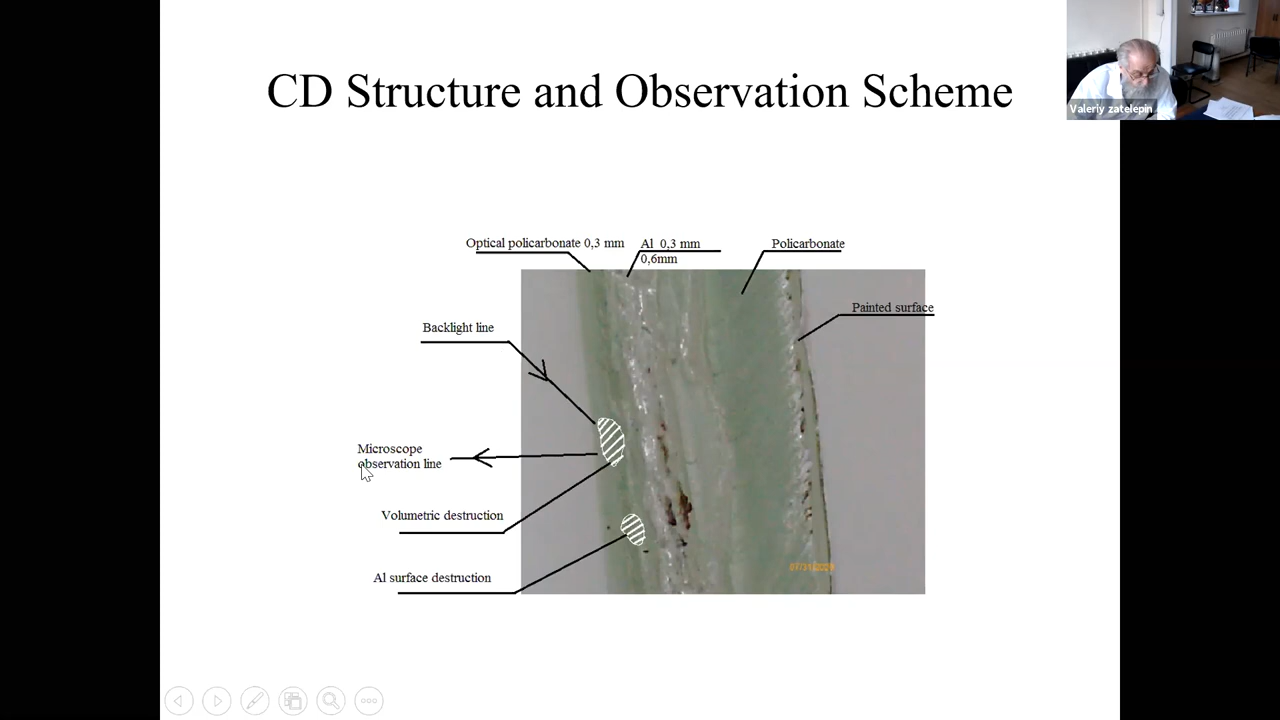 Valeriy zatelepin
CD Structure and Observation Scheme
Optical policarbonate 0,3 mm
Al 0,3 mm
0,6mm
Policarbonate
Painted surface
Backlight line
Microscope
observation line
Volumetric destruction
Al surface destruction